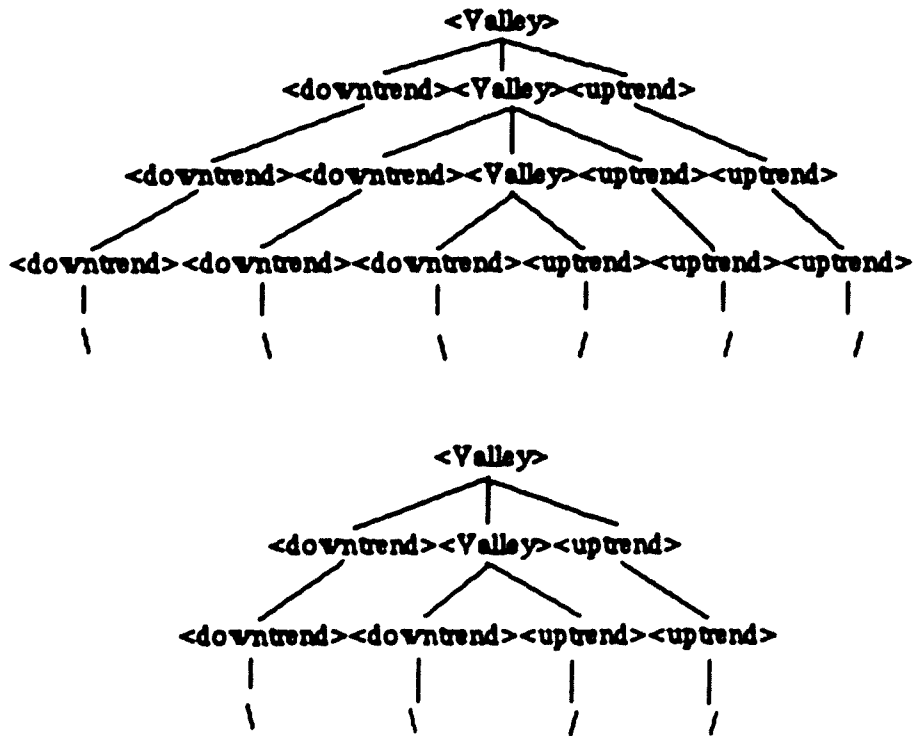 <Valley>
<downtrend><Valley><uptrend>
<downtrend><downtrend><Valley><uptrend><uptrend>
<downtrend><downtrend><downtrend><uptrend><uptrend><uptrend>
\ \ \ / / /
<Valley>
<downtrend><Valley><uptrend>
<downtrend><downtrend><uptrend><uptrend>
\ \ / /